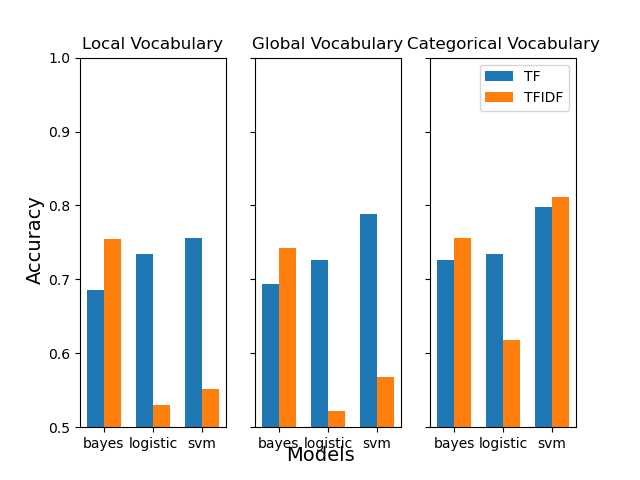 Local Vocabulary
Global Vocabulary
Categorical Vocabulary
1.0
0.9
0.8
0.7
0.6
0.5
Accuracy
TF
TFIDF
bayes logistic svm
bayes logistic svm
bayes logistic svm
Models